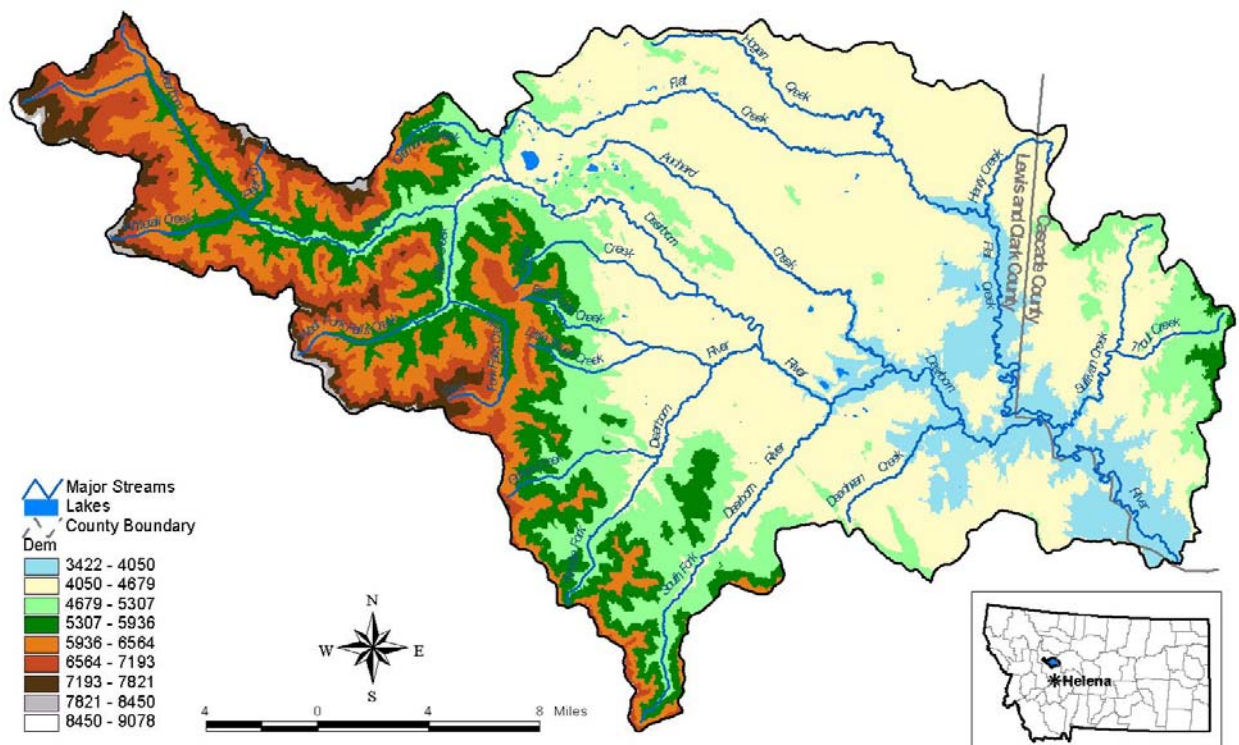 Hogan
Creek
Flat
Creek
Auchard
Creek
Henry Creek
Lewis and Clark County
Cascade County
Flat
Creek
Dearborn
Creek
Creek
Creek
River
River
Dearborn
Sullivan Creek
Trout Creek
Dearborn
River
Dearborn
South Fork
Deadman
Creek
River
Major Streams
Lakes
County Boundary
Dem
3422 - 4050
4050 - 4679
4679 - 5307
5307 - 5936
5936 - 6564
6564 - 7193
7193 - 7821
7821 - 8450
8450 - 9078
N
W E
S
4 0 4 8 Miles
Helena